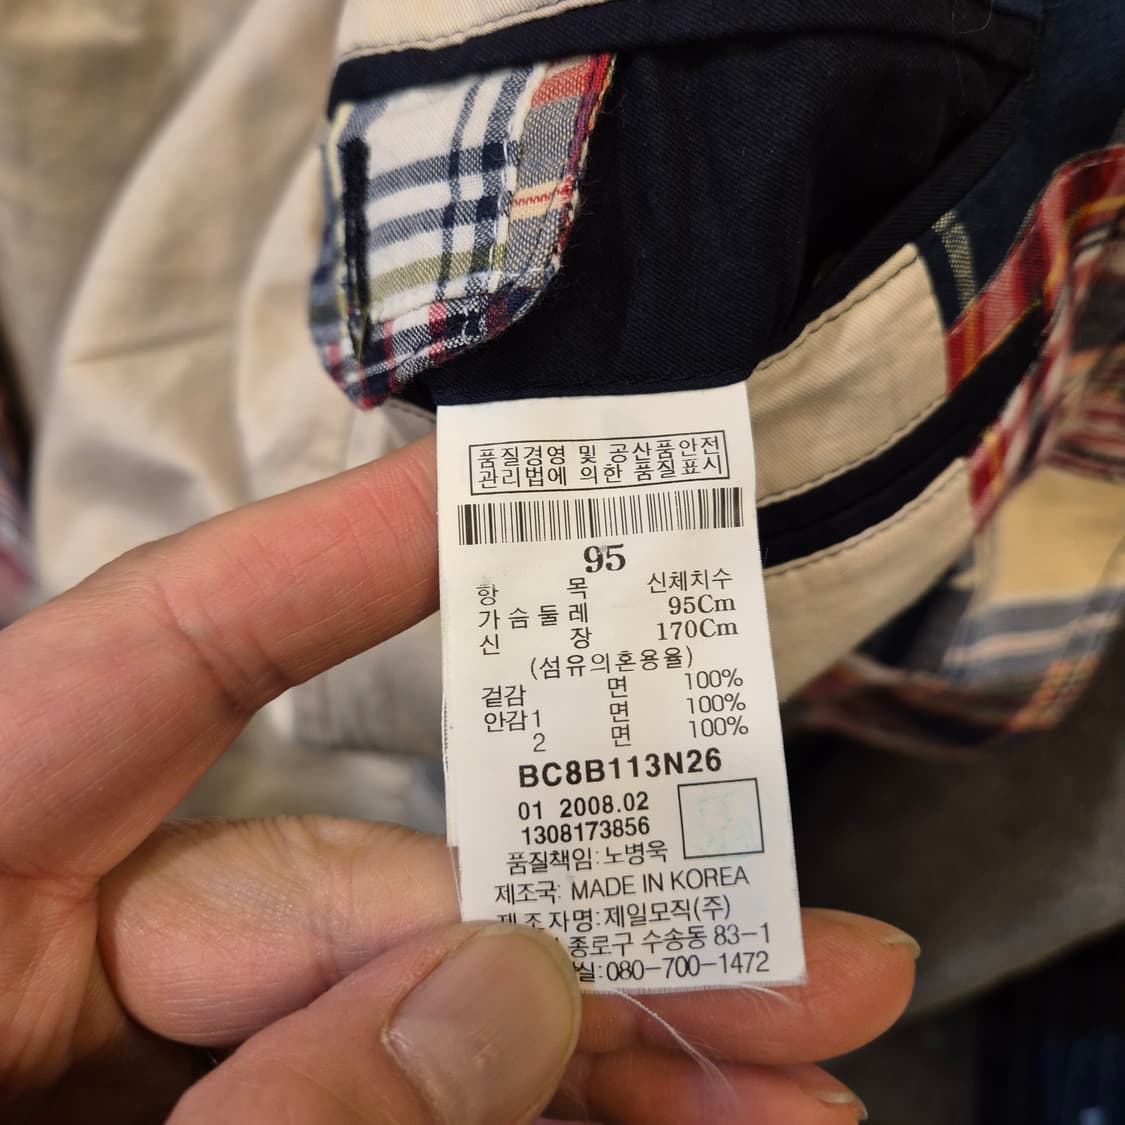 품질경영 및 공산품안전
관리법에 의한 품질표시
95
항 목 신체치수
가슴둘레 95Cm
신 장 170Cm
(섬유의혼용율)
겉감 면 100%
안감1 면 100%
2 면 100%
BC8B113N26
01 2008.02
1308173856
품질책임:노병욱
제조국: MADE IN KOREA
제조자명:제일모직(주)
종로구 수송동 83-1
실:080-700-1472